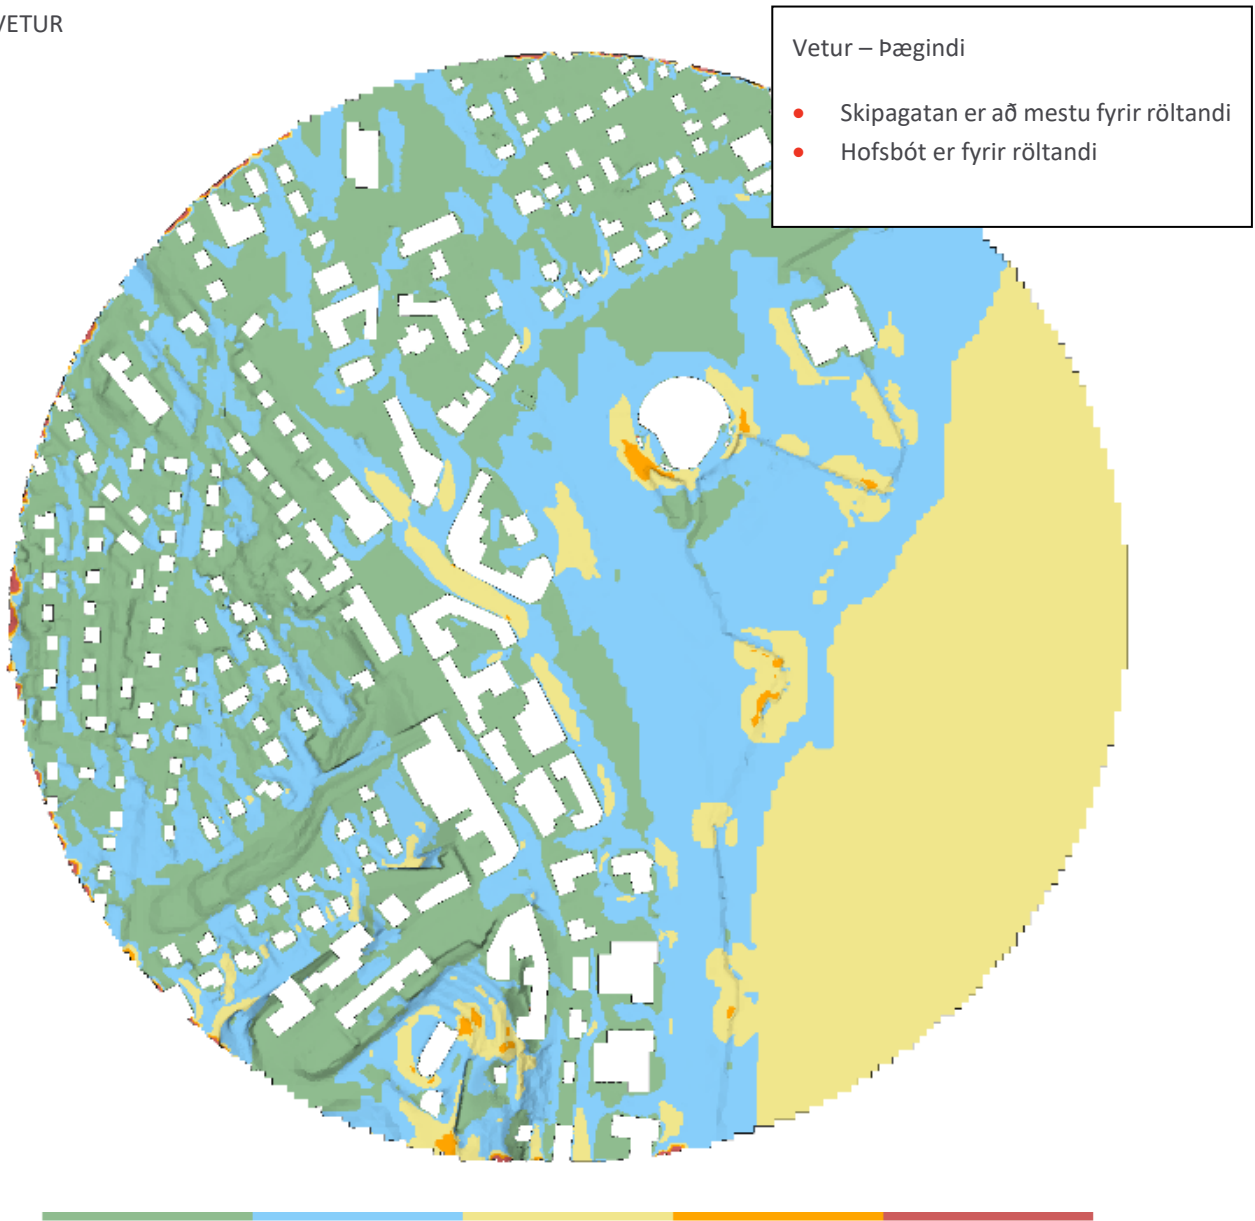 VETUR
Vetur – Þægindi
• Skipagatan er að mestu fyrir röltandi
• Hofsbót er fyrir röltandi